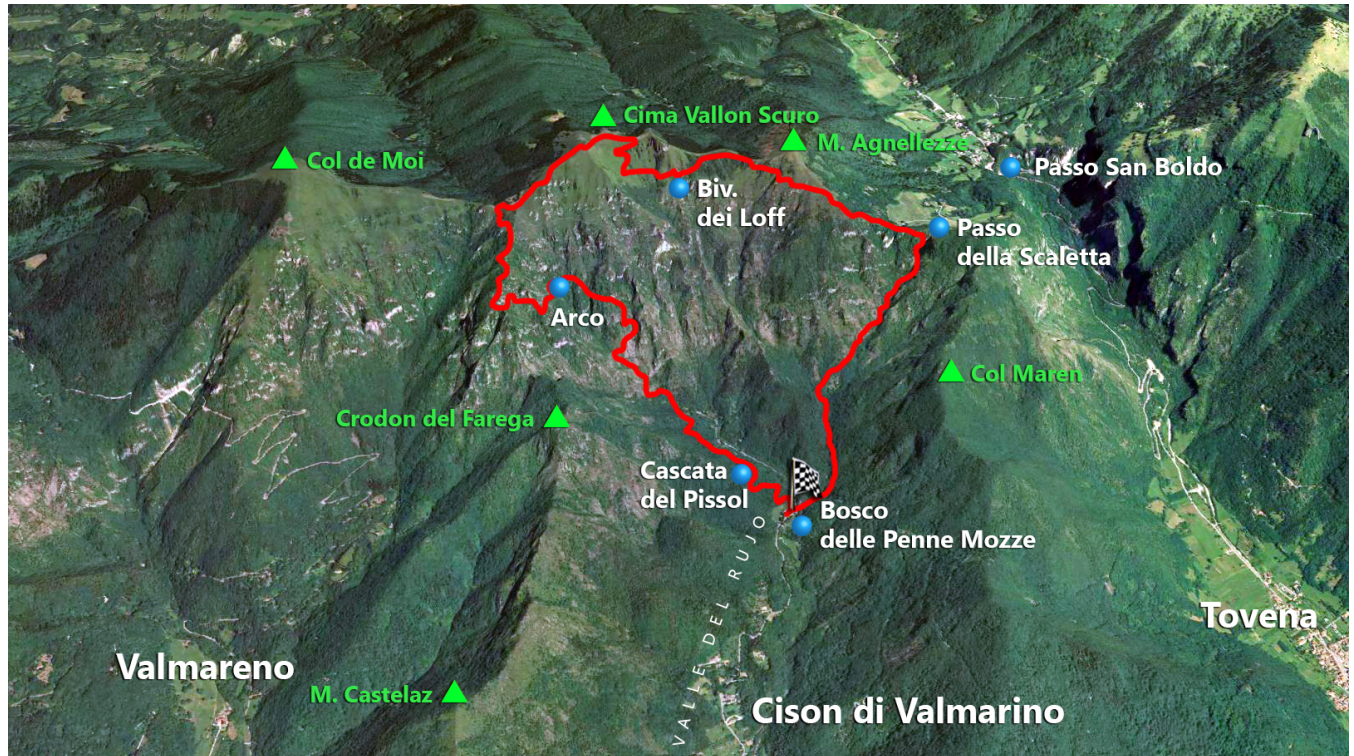 Cima Vallon Scuro
M. Agnellezze
Col de Moi
Passo San Boldo
Biv.
dei Loff
Passo
della Scaletta
Arco
Col Maren
Crodon del Farega
Cascata
del Pissol
Bosco
delle Penne Mozze
VALLE DEL RUJO
Tovena
Valmareno
M. Castelaz
Cison di Valmarino